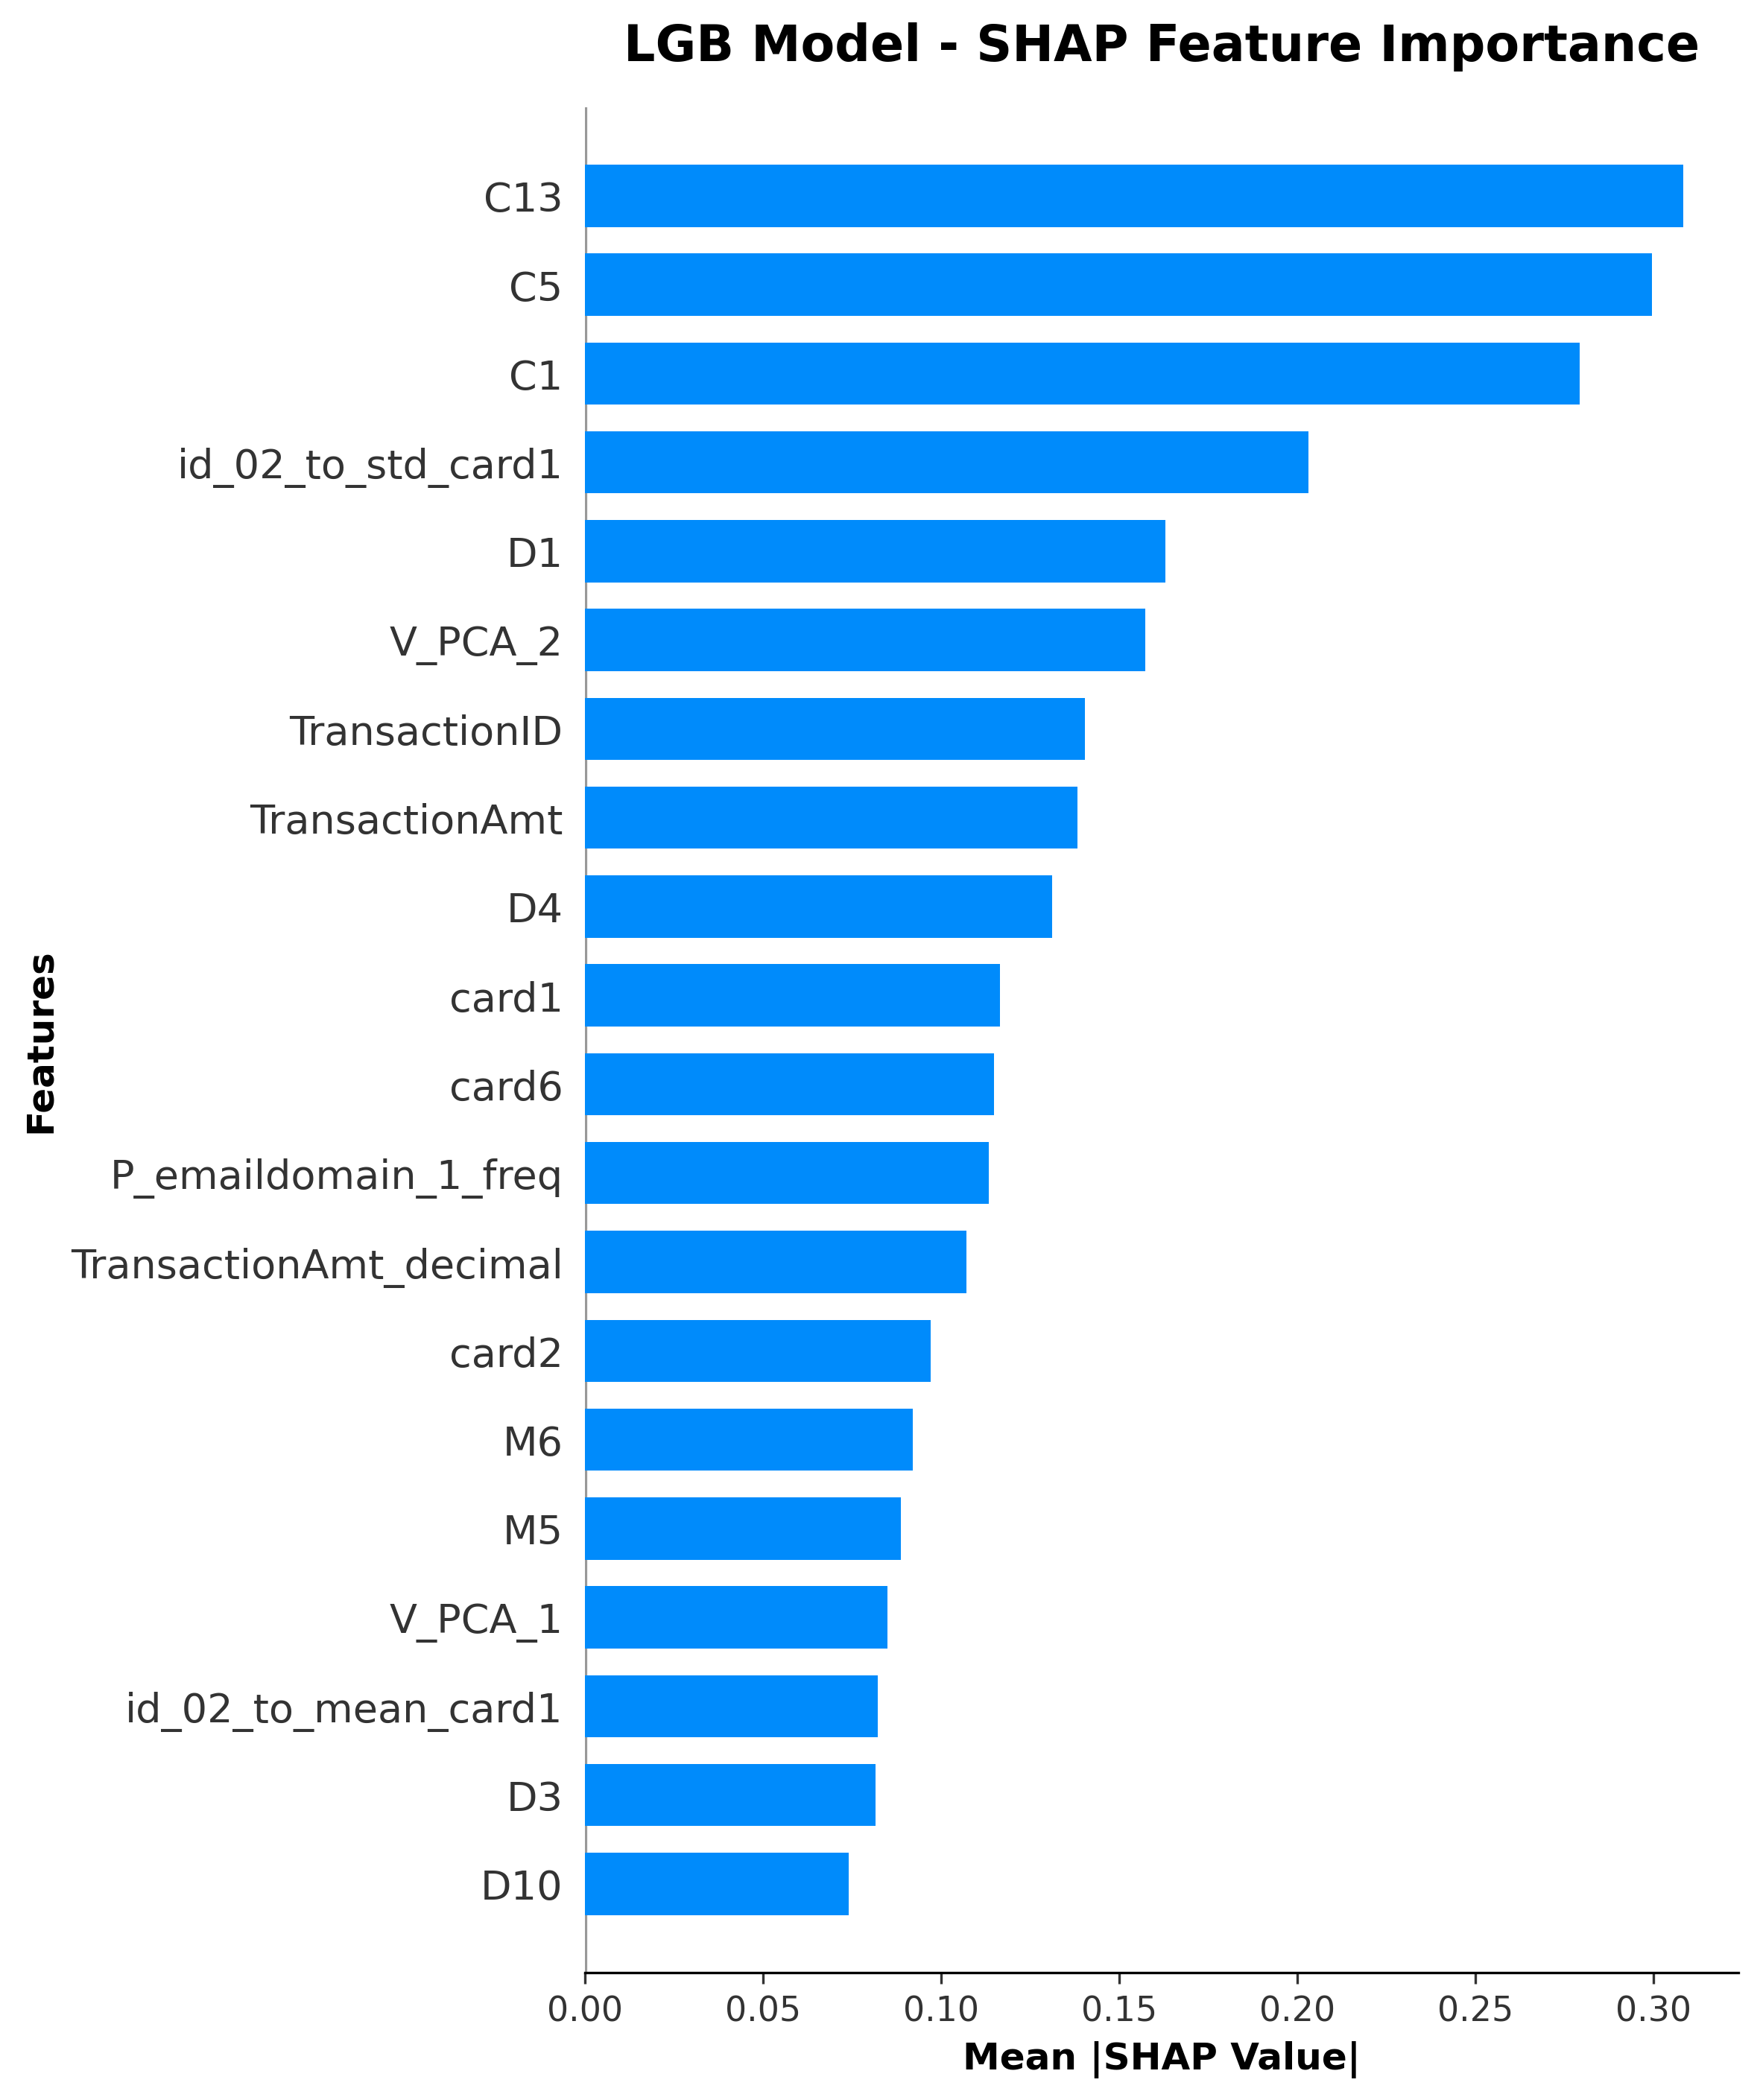 LGB Model - SHAP Feature Importance
C13
C5
C1
id_02_to_std_card1
D1
V_PCA_2
TransactionID
TransactionAmt
D4
card1
card6
P_emaildomain_1_freq
TransactionAmt_decimal
card2
M6
M5
V_PCA_1
id_02_to_mean_card1
D3
D10
Features
0.00 0.05 0.10 0.15 0.20 0.25 0.30
Mean |SHAP Value|